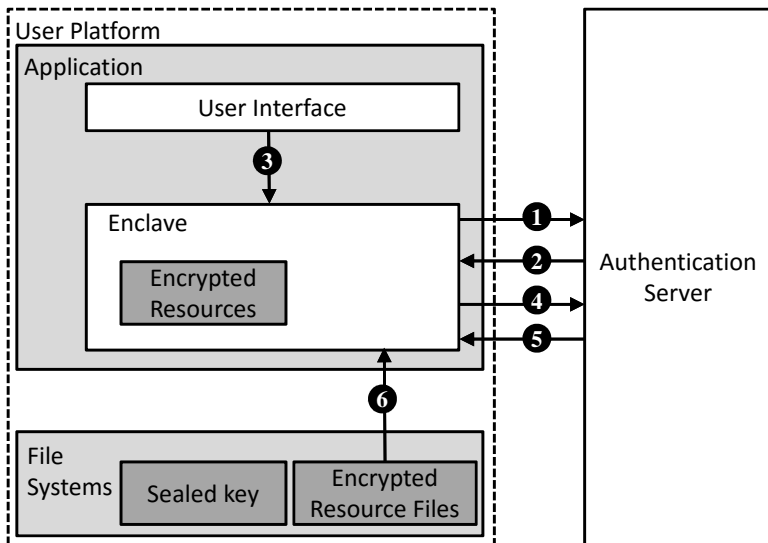 User Platform
Application
User Interface
3
Enclave
1
2
Encrypted
Resources
Authentication
Server
4
5
6
File
Systems
Sealed key
Encrypted
Resource Files